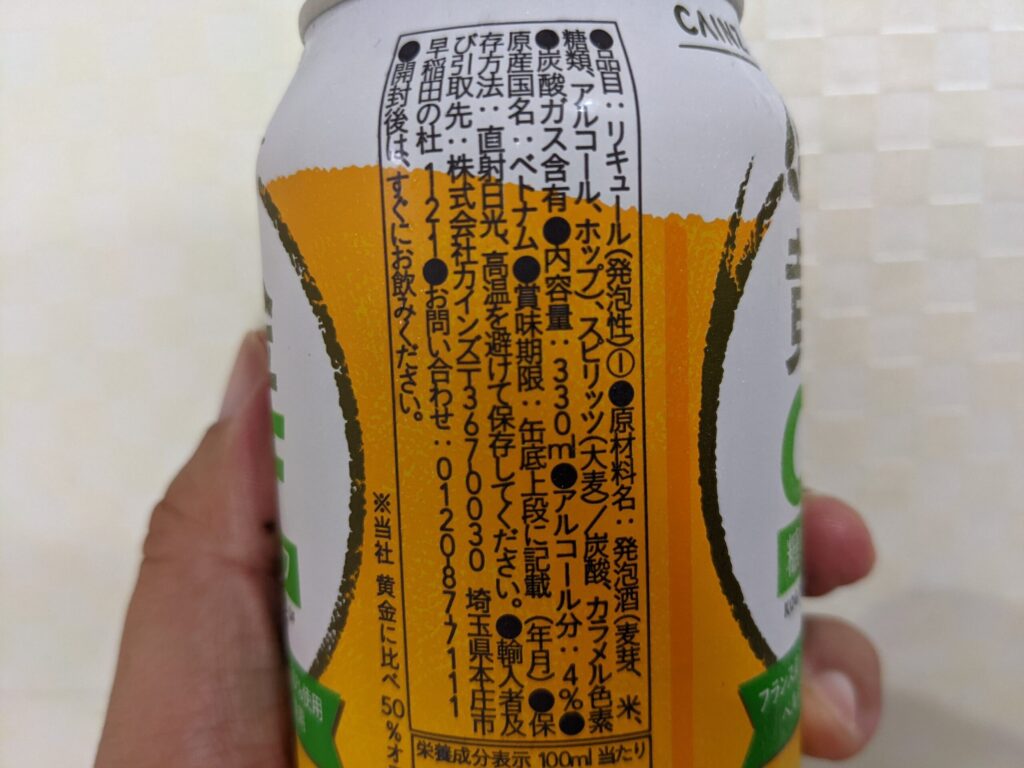 CAINZ
●品目：リキュール（発泡性）① ●原材料名：発泡酒（麦芽、米、
糖類、アルコール、ホップ）、スピリッツ（大麦）／炭酸、カラメル色素
●炭酸ガス含有 ●内容量：330ml ●アルコール分：4% ●
原産国名：ベトナム ●賞味期限：缶底上段に記載（年月） ●保
存方法：直射日光、高温を避けて保存してください。 ●輸入者及
び引取先：株式会社カインズ〒3670030 埼玉県本庄市
早稲田の杜 1-2-1 ●お問い合わせ：0120877111
●開封後は、すぐにお飲みください。
※当社 黄金に比べ 50%オ
栄養成分表示 100ml 当たり
黄
糖
使用
フランス